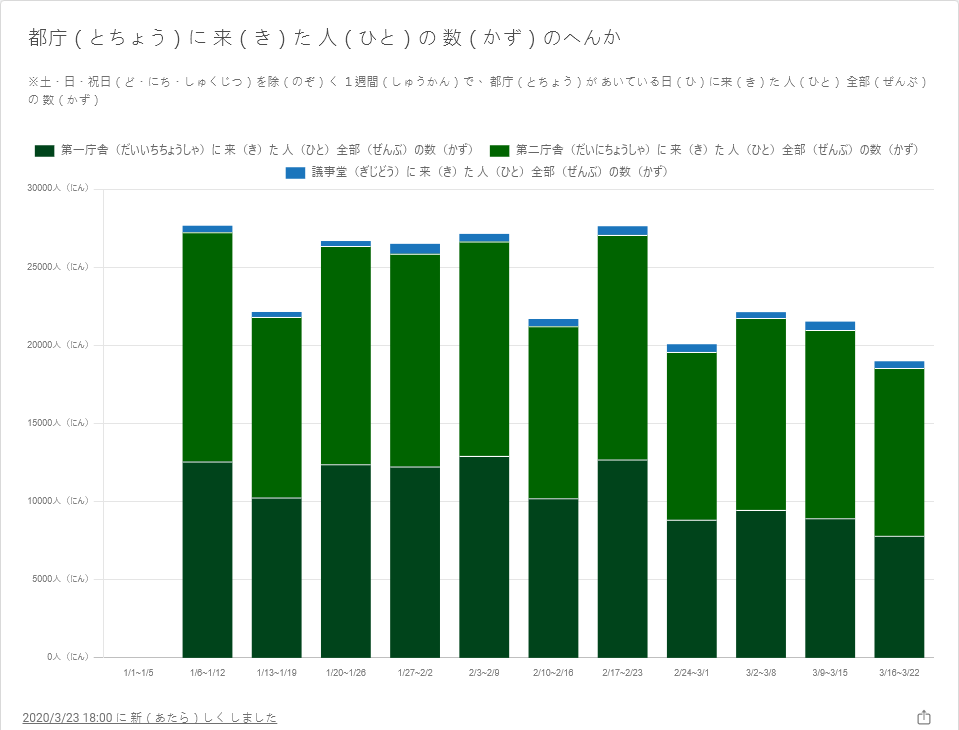 都庁 ( とちょう ) に 来 ( き ) た 人 ( ひと ) の 数 ( かず ) のへんか
※土・日・祝日 ( ど・にち・しゅくじつ ) を除 ( のぞ ) く １週間 ( しゅうかん ) で、 都庁 ( とちょう ) が あいている日 ( ひ ) に来 ( き ) た 人 ( ひと ) 全部 ( ぜんぶ )
の 数 ( かず )
第一庁舎（だいいちちょうしゃ）に 来（き）た 人（ひと）全部（ぜんぶ）の数（かず） 第二庁舎（だいにちょうしゃ）に 来（き）た 人（ひと）全部（ぜんぶ）の数（かず）
議事堂（ぎじどう）に 来（き）た 人（ひと）全部（ぜんぶ）の数（かず）
30000人（にん）
25000人（にん）
20000人（にん）
15000人（にん）
10000人（にん）
5000人（にん）
0人（にん）
1/1~1/5 1/6~1/12 1/13~1/19 1/20~1/26 1/27~2/2 2/3~2/9 2/10~2/16 2/17~2/23 2/24~3/1 3/2~3/8 3/9~3/15 3/16~3/22
2020/3/23 18:00 に 新 ( あたら ) しく しました